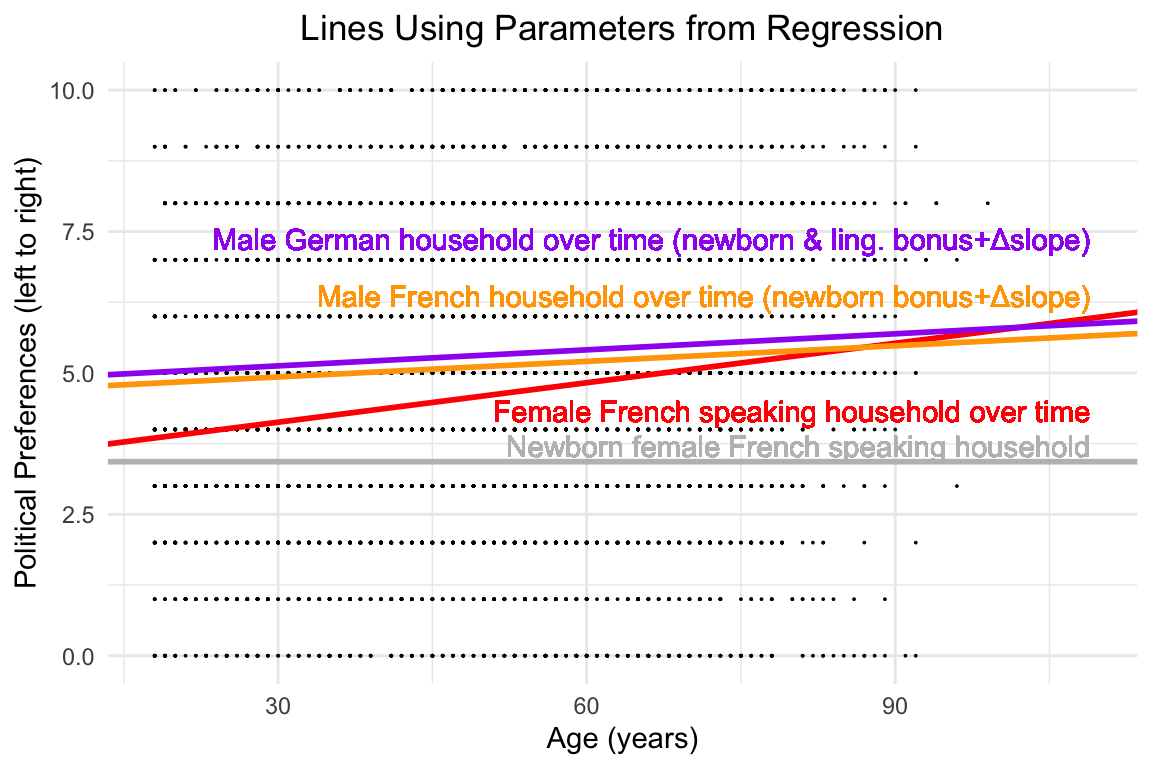 Lines Using Parameters from Regression
Political Preferences (left to right)
10.0
7.5
5.0
2.5
0.0
Male German household over time (newborn & ling. bonus+Δslope)
Male French household over time (newborn bonus+Δslope)
Female French speaking household over time
Newborn female French speaking household
30
60
90
Age (years)